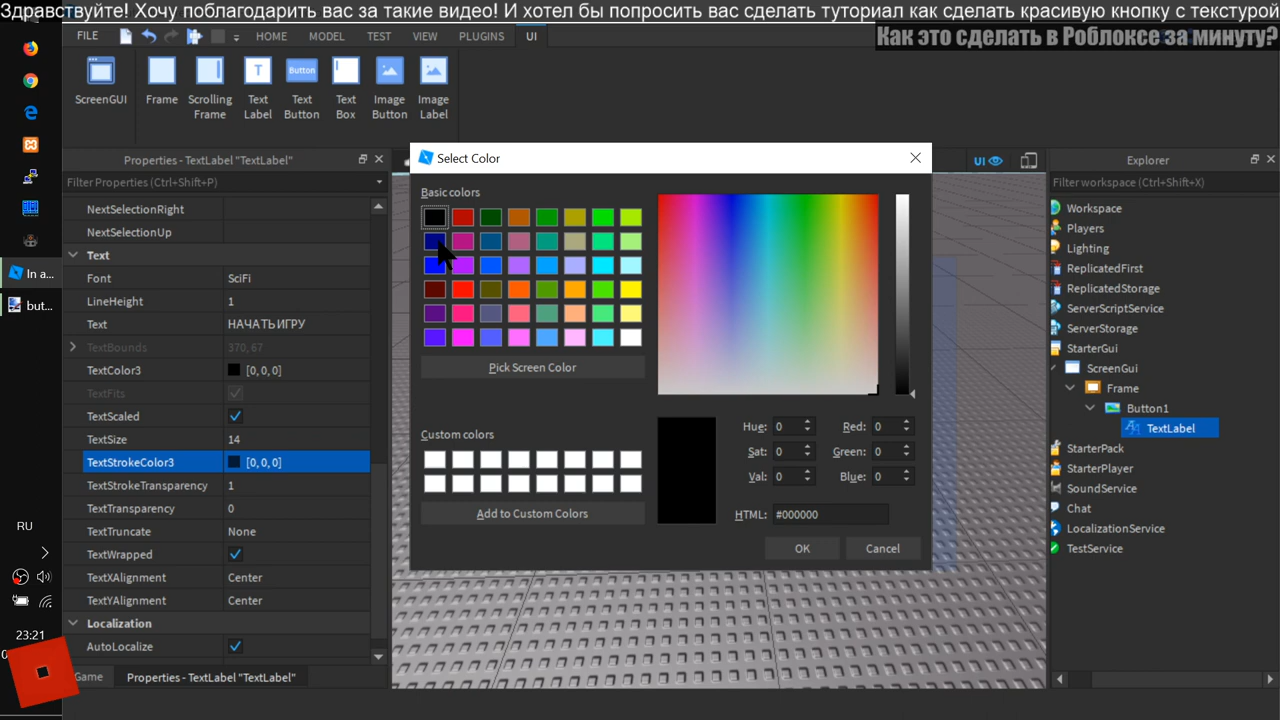 Здравствуйте! Хочу поблагодарить вас за такие видео! И хотел бы попросить вас сделать туториал как сделать красивую кнопку с текстурой
Как это сделать в Роблоксе за минуту?
FILE HOME MODEL TEST VIEW PLUGINS UI
ScreenGUI
Frame
Scrolling Frame
Text Label
Button
Text Button
Text Box
Image Button
Image Label
Properties - TextLabel "TextLabel"
Filter Properties (Ctrl+Shift+P)
NextSelectionRight
NextSelectionUp
Text
Font SciFi
LineHeight 1
Text НАЧАТЬ ИГРУ
TextBounds 370, 67
TextColor3 [0, 0, 0]
TextFits
TextScaled
TextSize 14
TextStrokeColor3 [0, 0, 0]
TextStrokeTransparency 1
TextTransparency 0
TextTruncate None
TextWrapped
TextXAlignment Center
TextYAlignment Center
Localization
AutoLocalize
Game
Properties - TextLabel "TextLabel"
Select Color
Basic colors
Pick Screen Color
Custom colors
Add to Custom Colors
Hue: 0 Red: 0
Sat: 0 Green: 0
Val: 0 Blue: 0
HTML: #000000
OK Cancel
UI
Explorer
Filter workspace (Ctrl+Shift+X)
Workspace
Players
Lighting
ReplicatedFirst
ReplicatedStorage
ServerScriptService
ServerStorage
StarterGui
ScreenGui
Frame
Button1
TextLabel
StarterPack
StarterPlayer
SoundService
Chat
LocalizationService
TestService
In a...
but...
RU
23:21